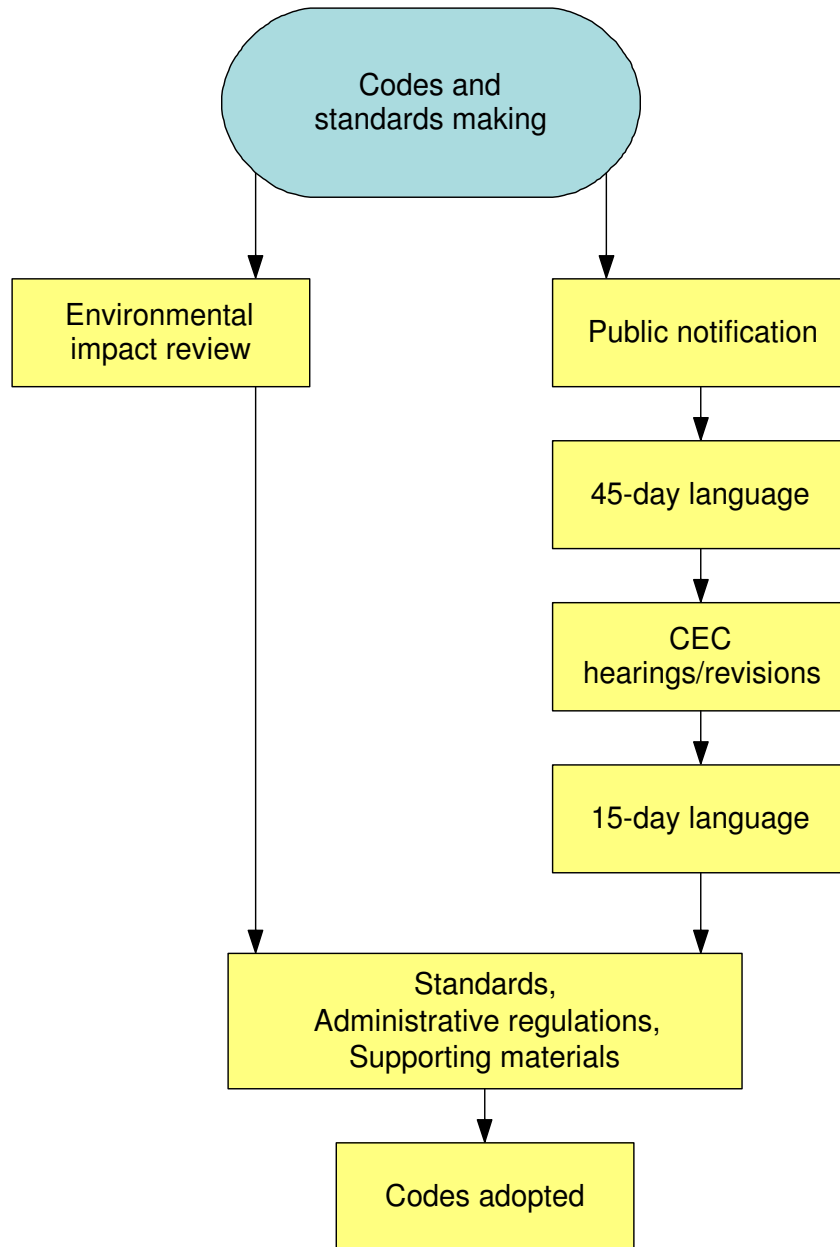 Codes and
standards making
Environmental
impact review
Public notification
45-day language
CEC
hearings/revisions
15-day language
Standards,
Administrative regulations,
Supporting materials
Codes adopted